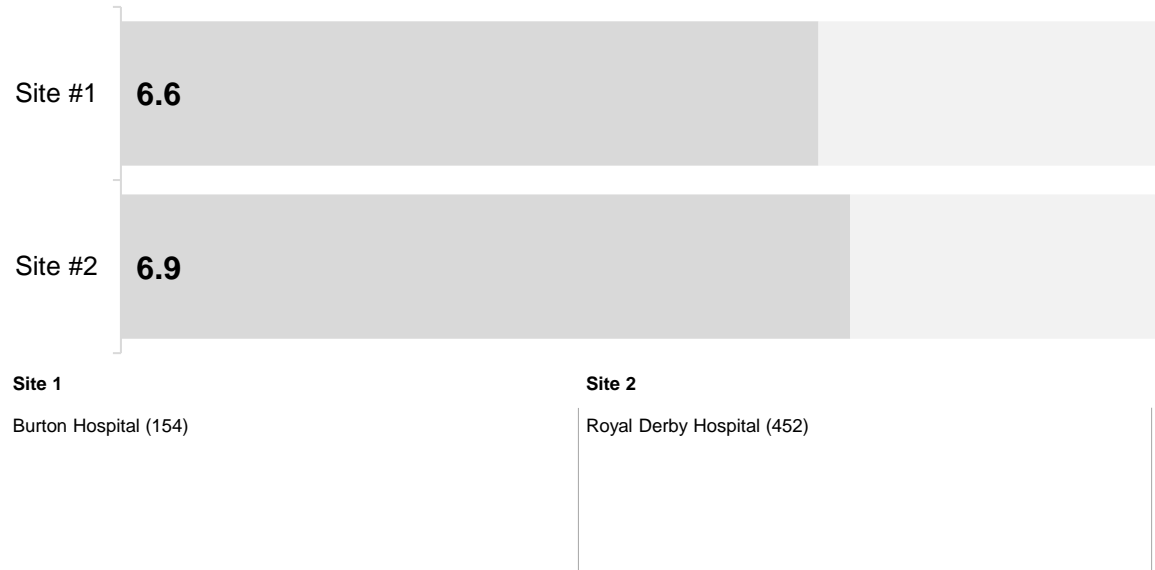 Site #1 6.6
Site #2 6.9
Site 1 Site 2
Burton Hospital (154) Royal Derby Hospital (452)